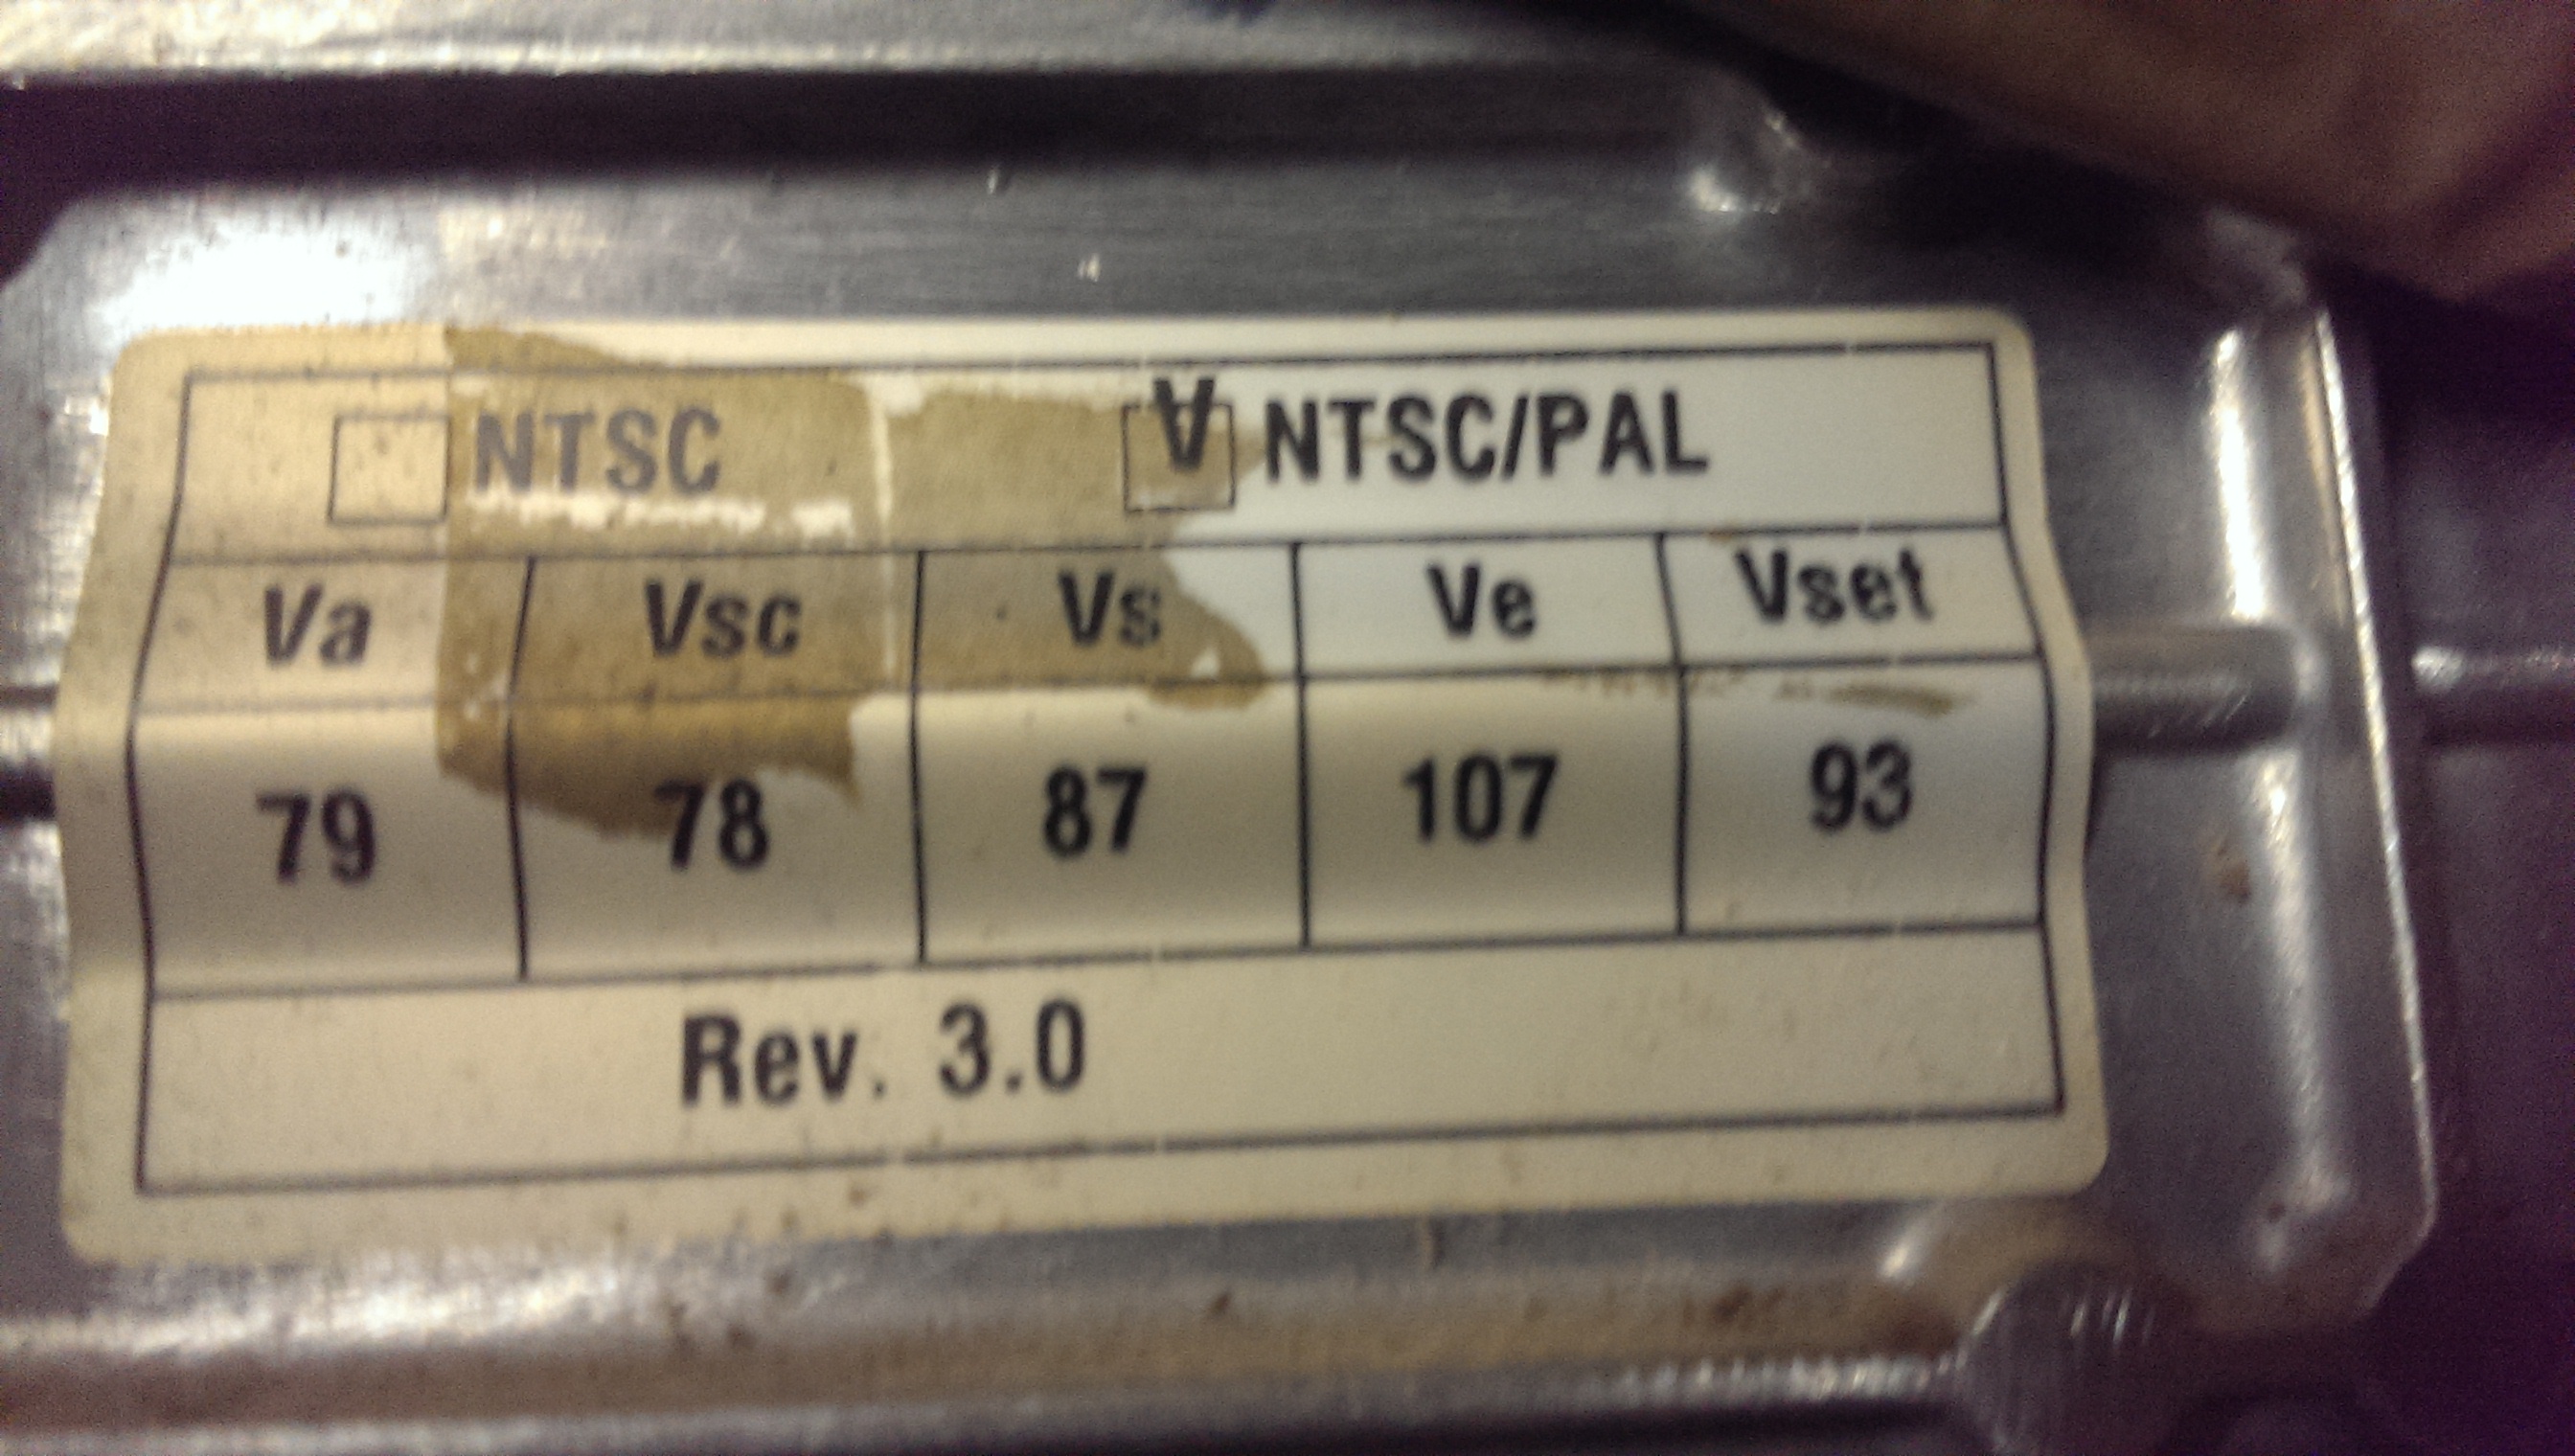 NTSC ∀ NTSC/PAL
Va Vsc Vs Ve Vset
79 78 87 107 93
Rev. 3.0